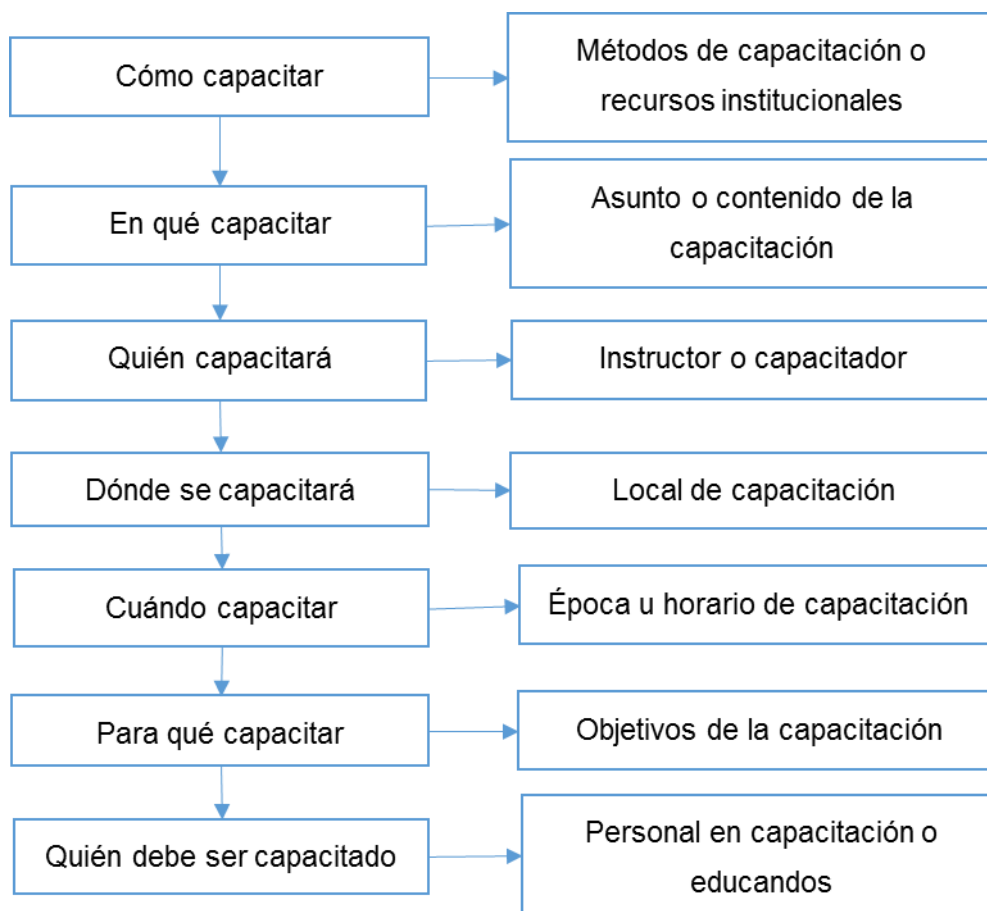 Cómo capacitar
Métodos de capacitación o
recursos institucionales
En qué capacitar
Asunto o contenido de la
capacitación
Quién capacitará
Instructor o capacitador
Dónde se capacitará
Local de capacitación
Cuándo capacitar
Época u horario de capacitación
Para qué capacitar
Objetivos de la capacitación
Quién debe ser capacitado
Personal en capacitación o
educandos